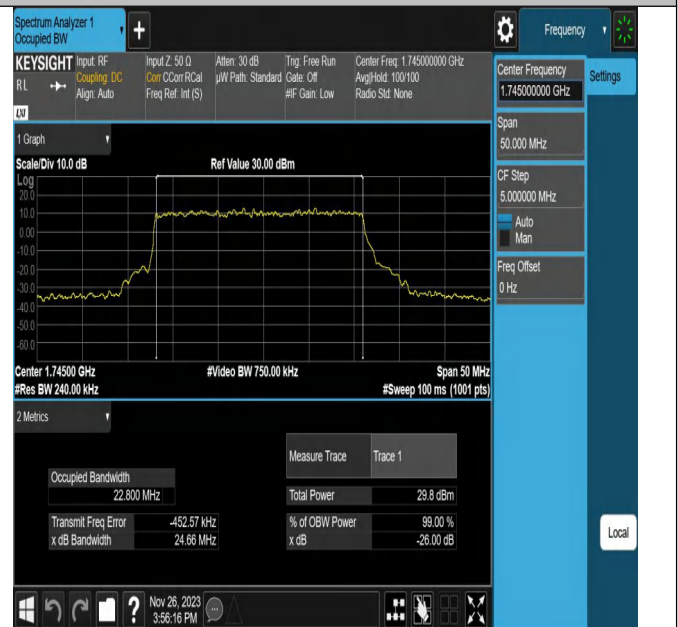 Spectrum Analyzer 1
Occupied BW
+
Frequency
KEYSIGHT
RL
LXI
Input: RF
Coupling: DC
Align: Auto
Input Z: 50 Ω
Corr CCorr RCal
Freq Ref: Int (S)
Atten: 30 dB
µW Path: Standard
Trig: Free Run
Gate: Off
#IF Gain: Low
Center Freq: 1.745000000 GHz
Avg|Hold: 100/100
Radio Std: None
Center Frequency
1.745000000 GHz
Settings
Span
50.000 MHz
CF Step
5.000000 MHz
Auto
Man
Freq Offset
0 Hz
Local
1 Graph
Scale/Div 10.0 dB
Ref Value 30.00 dBm
Log
20.0
10.0
0.00
-10.0
-20.0
-30.0
-40.0
-50.0
-60.0
Center 1.74500 GHz
#Video BW 750.00 kHz
Span 50 MHz
#Res BW 240.00 kHz
#Sweep 100 ms (1001 pts)
2 Metrics
Measure Trace
Trace 1
Occupied Bandwidth
22.800 MHz
Total Power
29.8 dBm
Transmit Freq Error
-452.57 kHz
% of OBW Power
99.00 %
x dB Bandwidth
24.66 MHz
x dB
-26.00 dB
?
Nov 26, 2023
3:56:16 PM